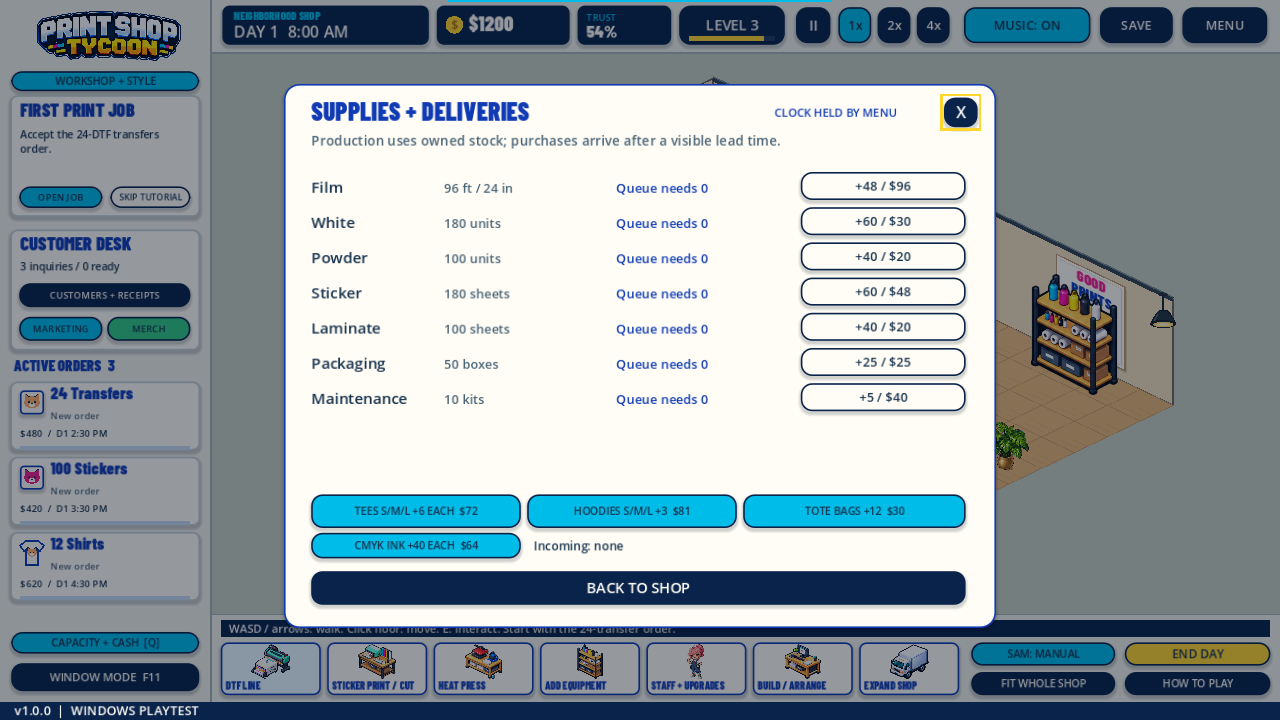 PRINT SHOP
TYCOON
WORKSHOP + STYLE
FIRST PRINT JOB
Accept the 24-DTF transfers
order.
OPEN JOB
SKIP TUTORIAL
CUSTOMER DESK
3 inquiries / 0 ready
CUSTOMERS + RECEIPTS
MARKETING
MERCH
ACTIVE ORDERS 3
24 Transfers
New order
$480 / D1 2:30 PM
100 Stickers
New order
$420 / D1 3:30 PM
12 Shirts
New order
$620 / D1 4:30 PM
CAPACITY + CASH [Q]
WINDOW MODE F11
v1.0.0 | WINDOWS PLAYTEST
NEIGHBORHOOD SHOP
DAY 1 8:00 AM
$1200
TRUST
54%
LEVEL 3
II
1x
2x
4x
MUSIC: ON
SAVE
MENU
SUPPLIES + DELIVERIES
CLOCK HELD BY MENU
X
Production uses owned stock; purchases arrive after a visible lead time.
Film 96 ft / 24 in Queue needs 0 +48 / $96
White 180 units Queue needs 0 +60 / $30
Powder 100 units Queue needs 0 +40 / $20
Sticker 180 sheets Queue needs 0 +60 / $48
Laminate 100 sheets Queue needs 0 +40 / $20
Packaging 50 boxes Queue needs 0 +25 / $25
Maintenance 10 kits Queue needs 0 +5 / $40
TEES S/M/L +6 EACH $72
HOODIES S/M/L +3 $81
TOTE BAGS +12 $30
CMYK INK +40 EACH $64
Incoming: none
BACK TO SHOP
GOOD
PRINTS
WASD / arrows: walk. Click floor: move. E: interact. Start with the 24-transfer order.
DTF LINE
STICKER PRINT / CUT
HEAT PRESS
ADD EQUIPMENT
STAFF + UPGRADES
BUILD / ARRANGE
EXPAND SHOP
SAM: MANUAL
END DAY
FIT WHOLE SHOP
HOW TO PLAY